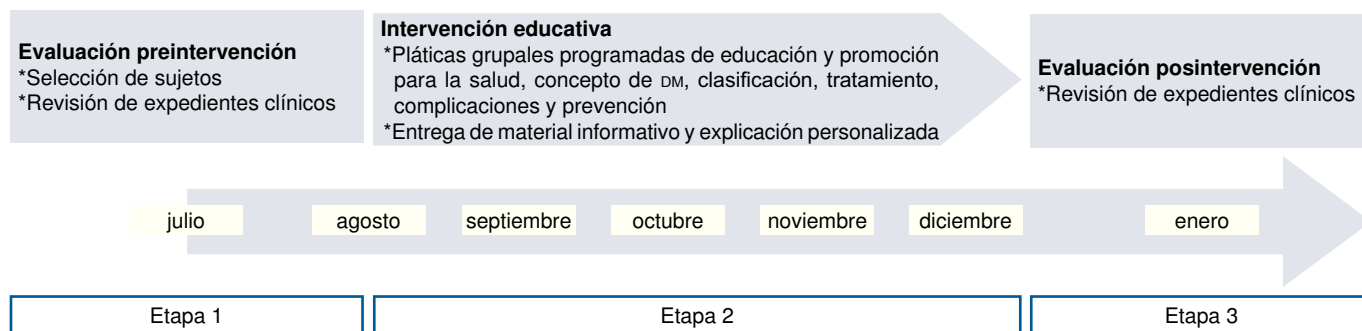 Evaluación preintervención
*Selección de sujetos
*Revisión de expedientes clínicos
Intervención educativa
*Pláticas grupales programadas de educación y promoción
para la salud, concepto de DM, clasificación, tratamiento,
complicaciones y prevención
*Entrega de material informativo y explicación personalizada
Evaluación posintervención
*Revisión de expedientes clínicos
julio agosto septiembre octubre noviembre diciembre enero
Etapa 1 Etapa 2 Etapa 3